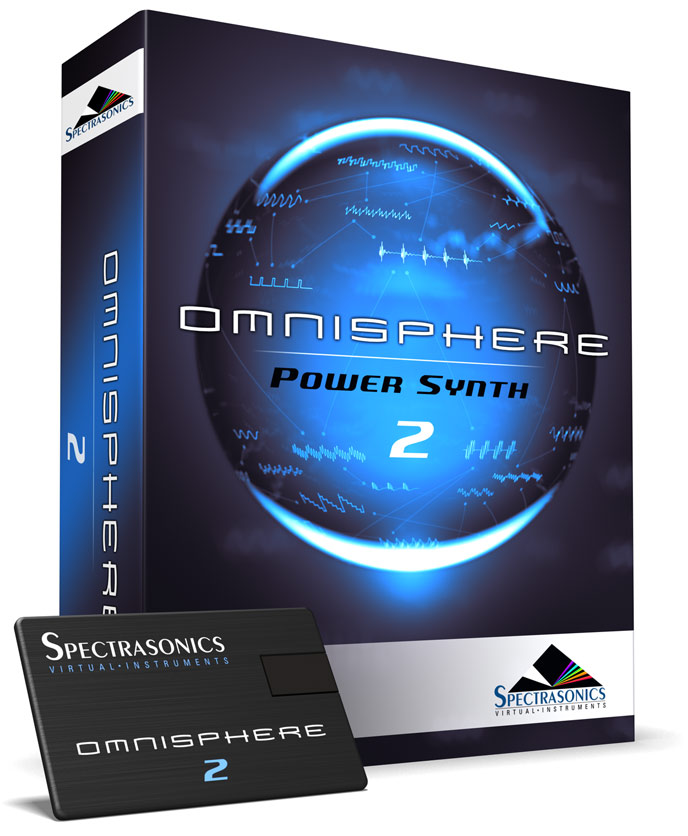 SPECTRASONICS
OMNISPHERE
2
OMNISPHERE
POWER SYNTH
2
SPECTRASONICS
VIRTUAL • INSTRUMENTS
SPECTRASONICS
VIRTUAL • INSTRUMENTS
OMNISPHERE
2